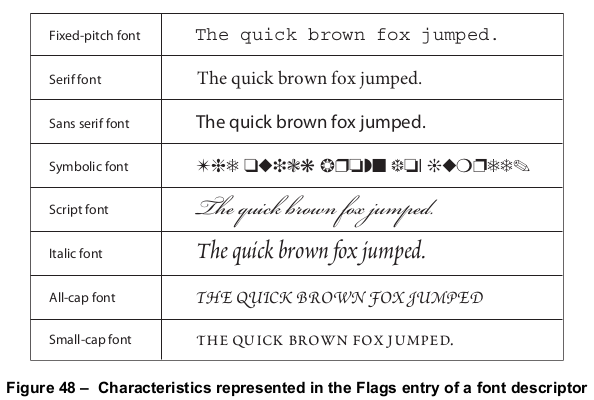 Fixed-pitch font The quick brown fox jumped.
Serif font The quick brown fox jumped.
Sans serif font The quick brown fox jumped.
Symbolic font ✴❈❉ ❑◆❉❃❋ ❂❒❏◗■ ❆❏❘ ❊◆❍❐❅❅✎
Script font The quick brown fox jumped.
Italic font The quick brown fox jumped.
All-cap font THE QUICK BROWN FOX JUMPED
Small-cap font THE QUICK BROWN FOX JUMPED.
Figure 48 – Characteristics represented in the Flags entry of a font descriptor